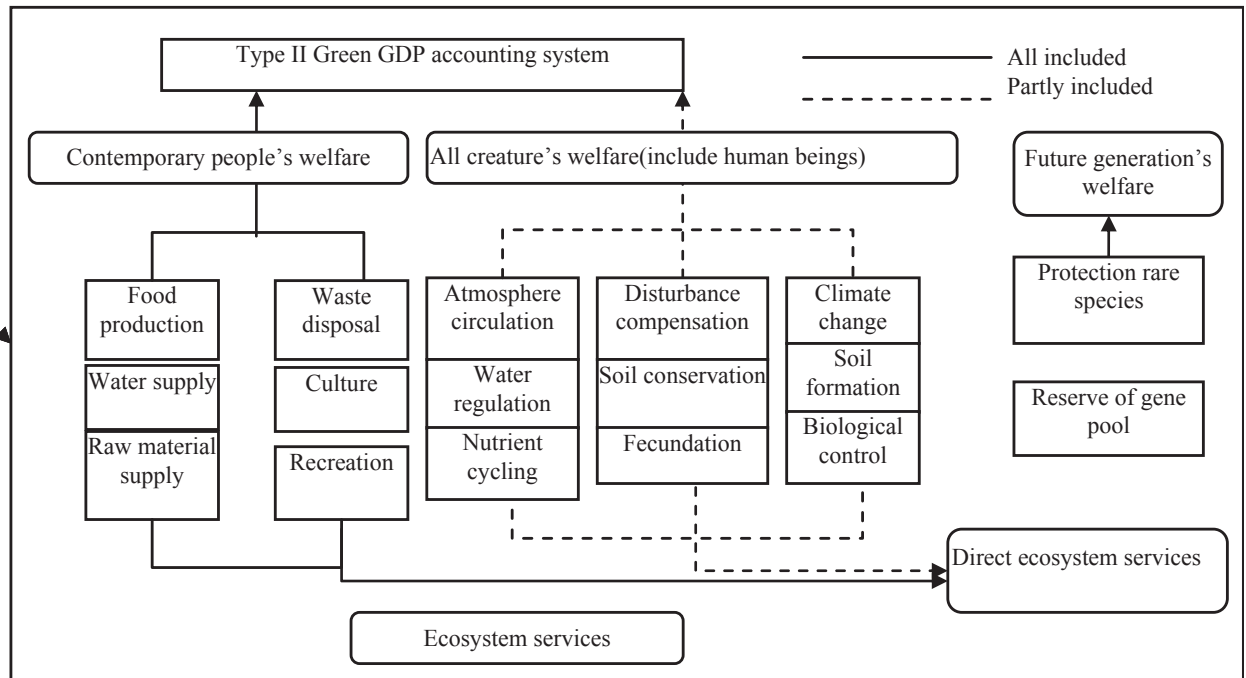 Type II Green GDP accounting system
All included
Partly included
Contemporary people’s welfare
All creature’s welfare(include human beings)
Future generation’s
welfare
Food
production
Water supply
Raw material
supply
Waste
disposal
Culture
Recreation
Atmosphere
circulation
Water
regulation
Nutrient
cycling
Disturbance
compensation
Soil conservation
Fecundation
Climate
change
Soil
formation
Biological
control
Protection rare
species
Reserve of gene
pool
Direct ecosystem services
Ecosystem services